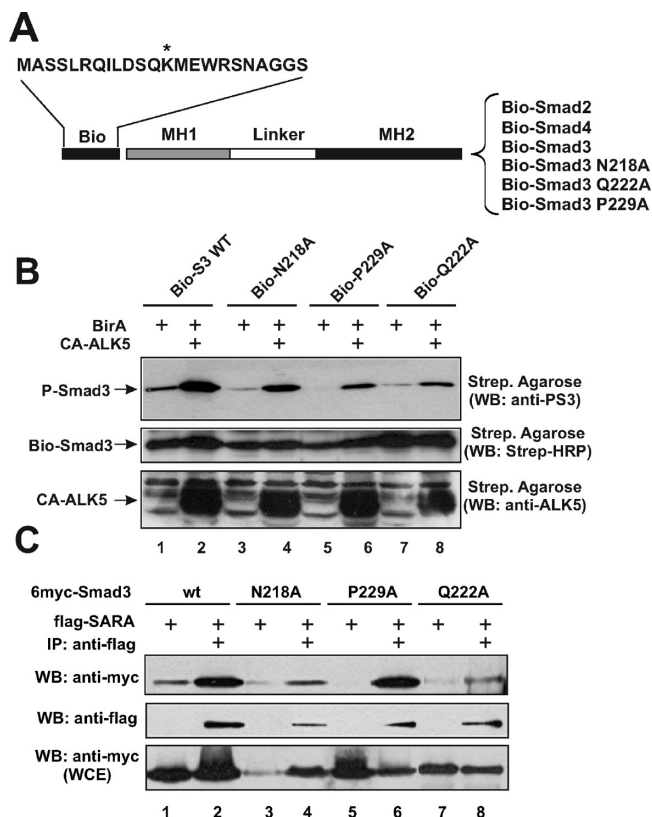 A
*
MASSLRQILDSQKMEWRSNAGGS
Bio
MH1
Linker
MH2
Bio-Smad2
Bio-Smad4
Bio-Smad3
Bio-Smad3 N218A
Bio-Smad3 Q222A
Bio-Smad3 P229A
B
Bio-S3 WT
Bio-N218A
Bio-P229A
Bio-Q222A
BirA + + + + + + + +
CA-ALK5 + + + +
P-Smad3
Strep. Agarose
(WB: anti-PS3)
Bio-Smad3
Strep. Agarose
(WB: Strep-HRP)
CA-ALK5
Strep. Agarose
(WB: anti-ALK5)
1 2 3 4 5 6 7 8
C
6myc-Smad3 wt N218A P229A Q222A
flag-SARA + + + + + + + +
IP: anti-flag + + + +
WB: anti-myc
WB: anti-flag
WB: anti-myc
(WCE)
1 2 3 4 5 6 7 8